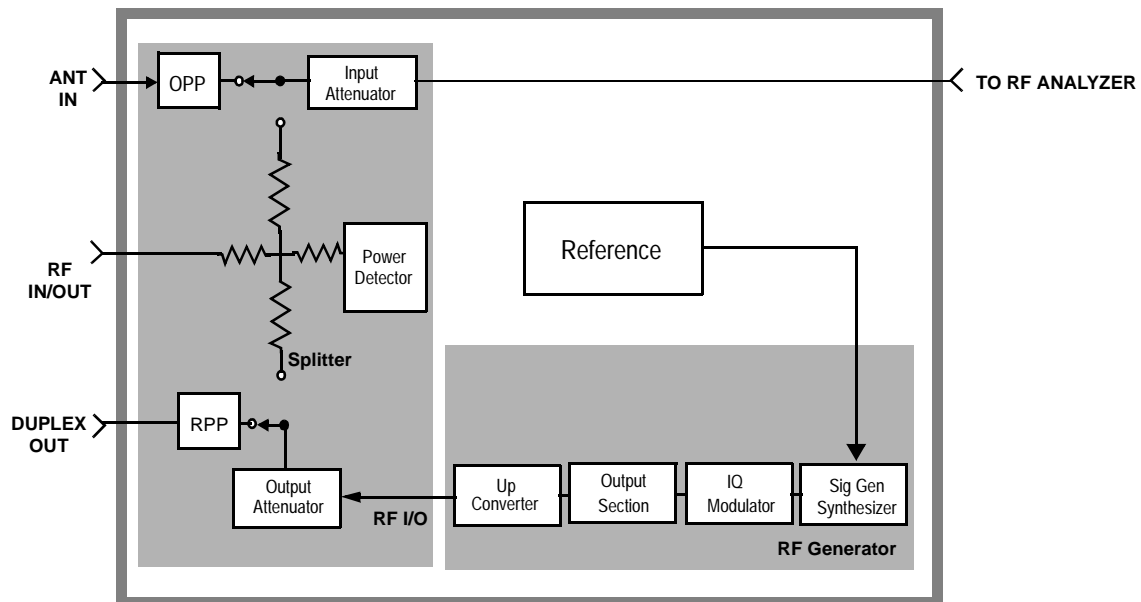 ANT
IN
OPP
Input
Attenuator
TO RF ANALYZER
RF
IN/OUT
Power
Detector
Reference
Splitter
DUPLEX
OUT
RPP
Output
Attenuator
RF I/O
Up
Converter
Output
Section
IQ
Modulator
Sig Gen
Synthesizer
RF Generator